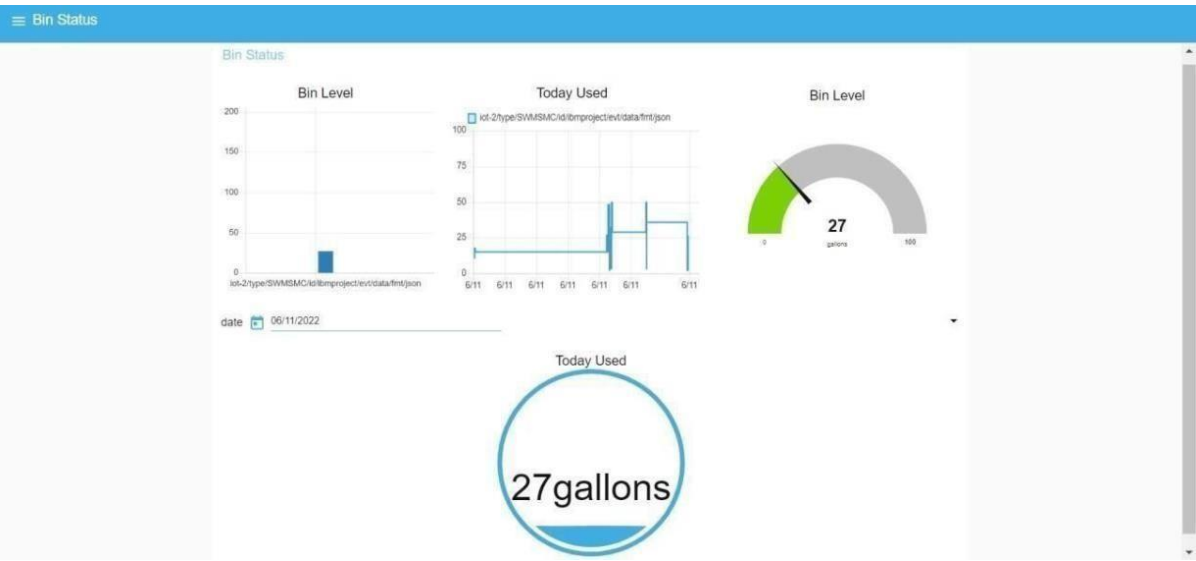 Bin Status
Bin Status
Bin Level
200
150
100
50
0
iot-2/type/SWMSMC/id/ibmproject/evt/data/fmt/json
Today Used
iot-2/type/SWMSMC/id/ibmproject/evt/data/fmt/json
100
75
50
25
0
6/11 6/11 6/11 6/11 6/11 6/11 6/11
Bin Level
27
gallons
0 100
date 06/11/2022
Today Used
27gallons